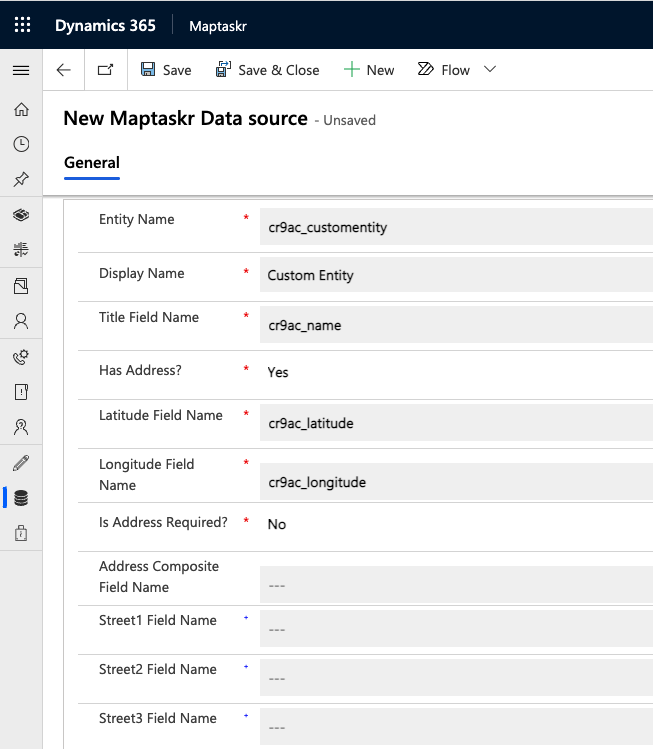 Dynamics 365 Maptaskr
Save Save & Close New Flow
New Maptaskr Data source - Unsaved
General
Entity Name * cr9ac_customentity
Display Name * Custom Entity
Title Field Name * cr9ac_name
Has Address? * Yes
Latitude Field Name * cr9ac_latitude
Longitude Field
Name * cr9ac_longitude
Is Address Required? * No
Address Composite
Field Name ---
Street1 Field Name + ---
Street2 Field Name + ---
Street3 Field Name + ---